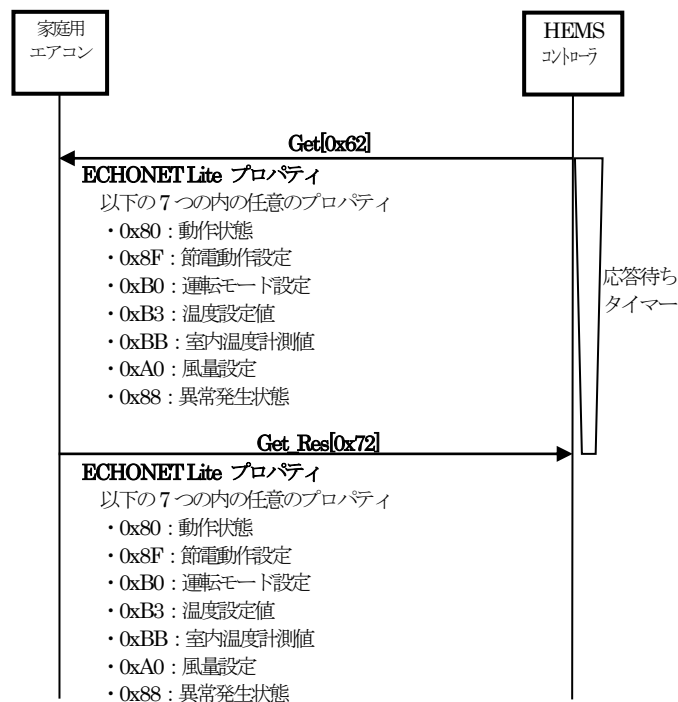 家庭用
エアコン
HEMS
コントローラ
Get[0x62]
ECHONET Lite プロパティ
以下の 7 つの内の任意のプロパティ
・0x80：動作状態
・0x8F：節電動作設定
・0xB0：運転モード設定
・0xB3：温度設定値
・0xBB：室内温度計測値
・0xA0：風量設定
・0x88：異常発生状態
応答待ち
タイマー
Get_Res[0x72]
ECHONET Lite プロパティ
以下の 7 つの内の任意のプロパティ
・0x80：動作状態
・0x8F：節電動作設定
・0xB0：運転モード設定
・0xB3：温度設定値
・0xBB：室内温度計測値
・0xA0：風量設定
・0x88：異常発生状態